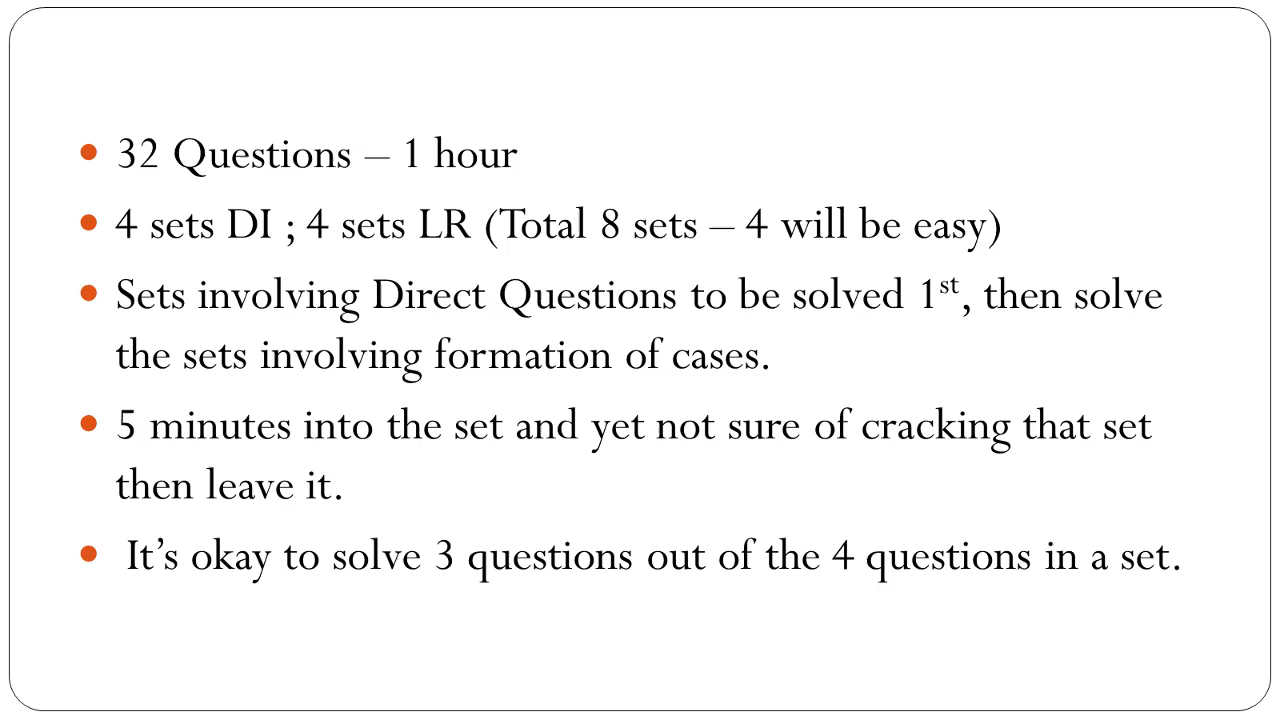 • 32 Questions – 1 hour
• 4 sets DI ; 4 sets LR (Total 8 sets – 4 will be easy)
• Sets involving Direct Questions to be solved 1st, then solve
the sets involving formation of cases.
• 5 minutes into the set and yet not sure of cracking that set
then leave it.
• It’s okay to solve 3 questions out of the 4 questions in a set.